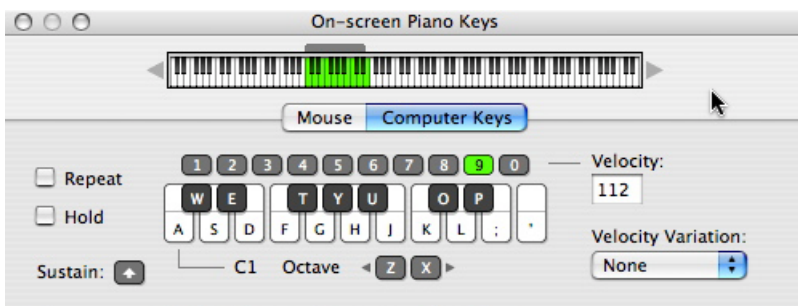 On-screen Piano Keys
Mouse Computer Keys
1 2 3 4 5 6 7 8 9 0 Velocity:
Repeat
W E T Y U O P 112
Hold
A S D F G H J K L ; '
Velocity Variation:
Sustain: C1 Octave Z X None